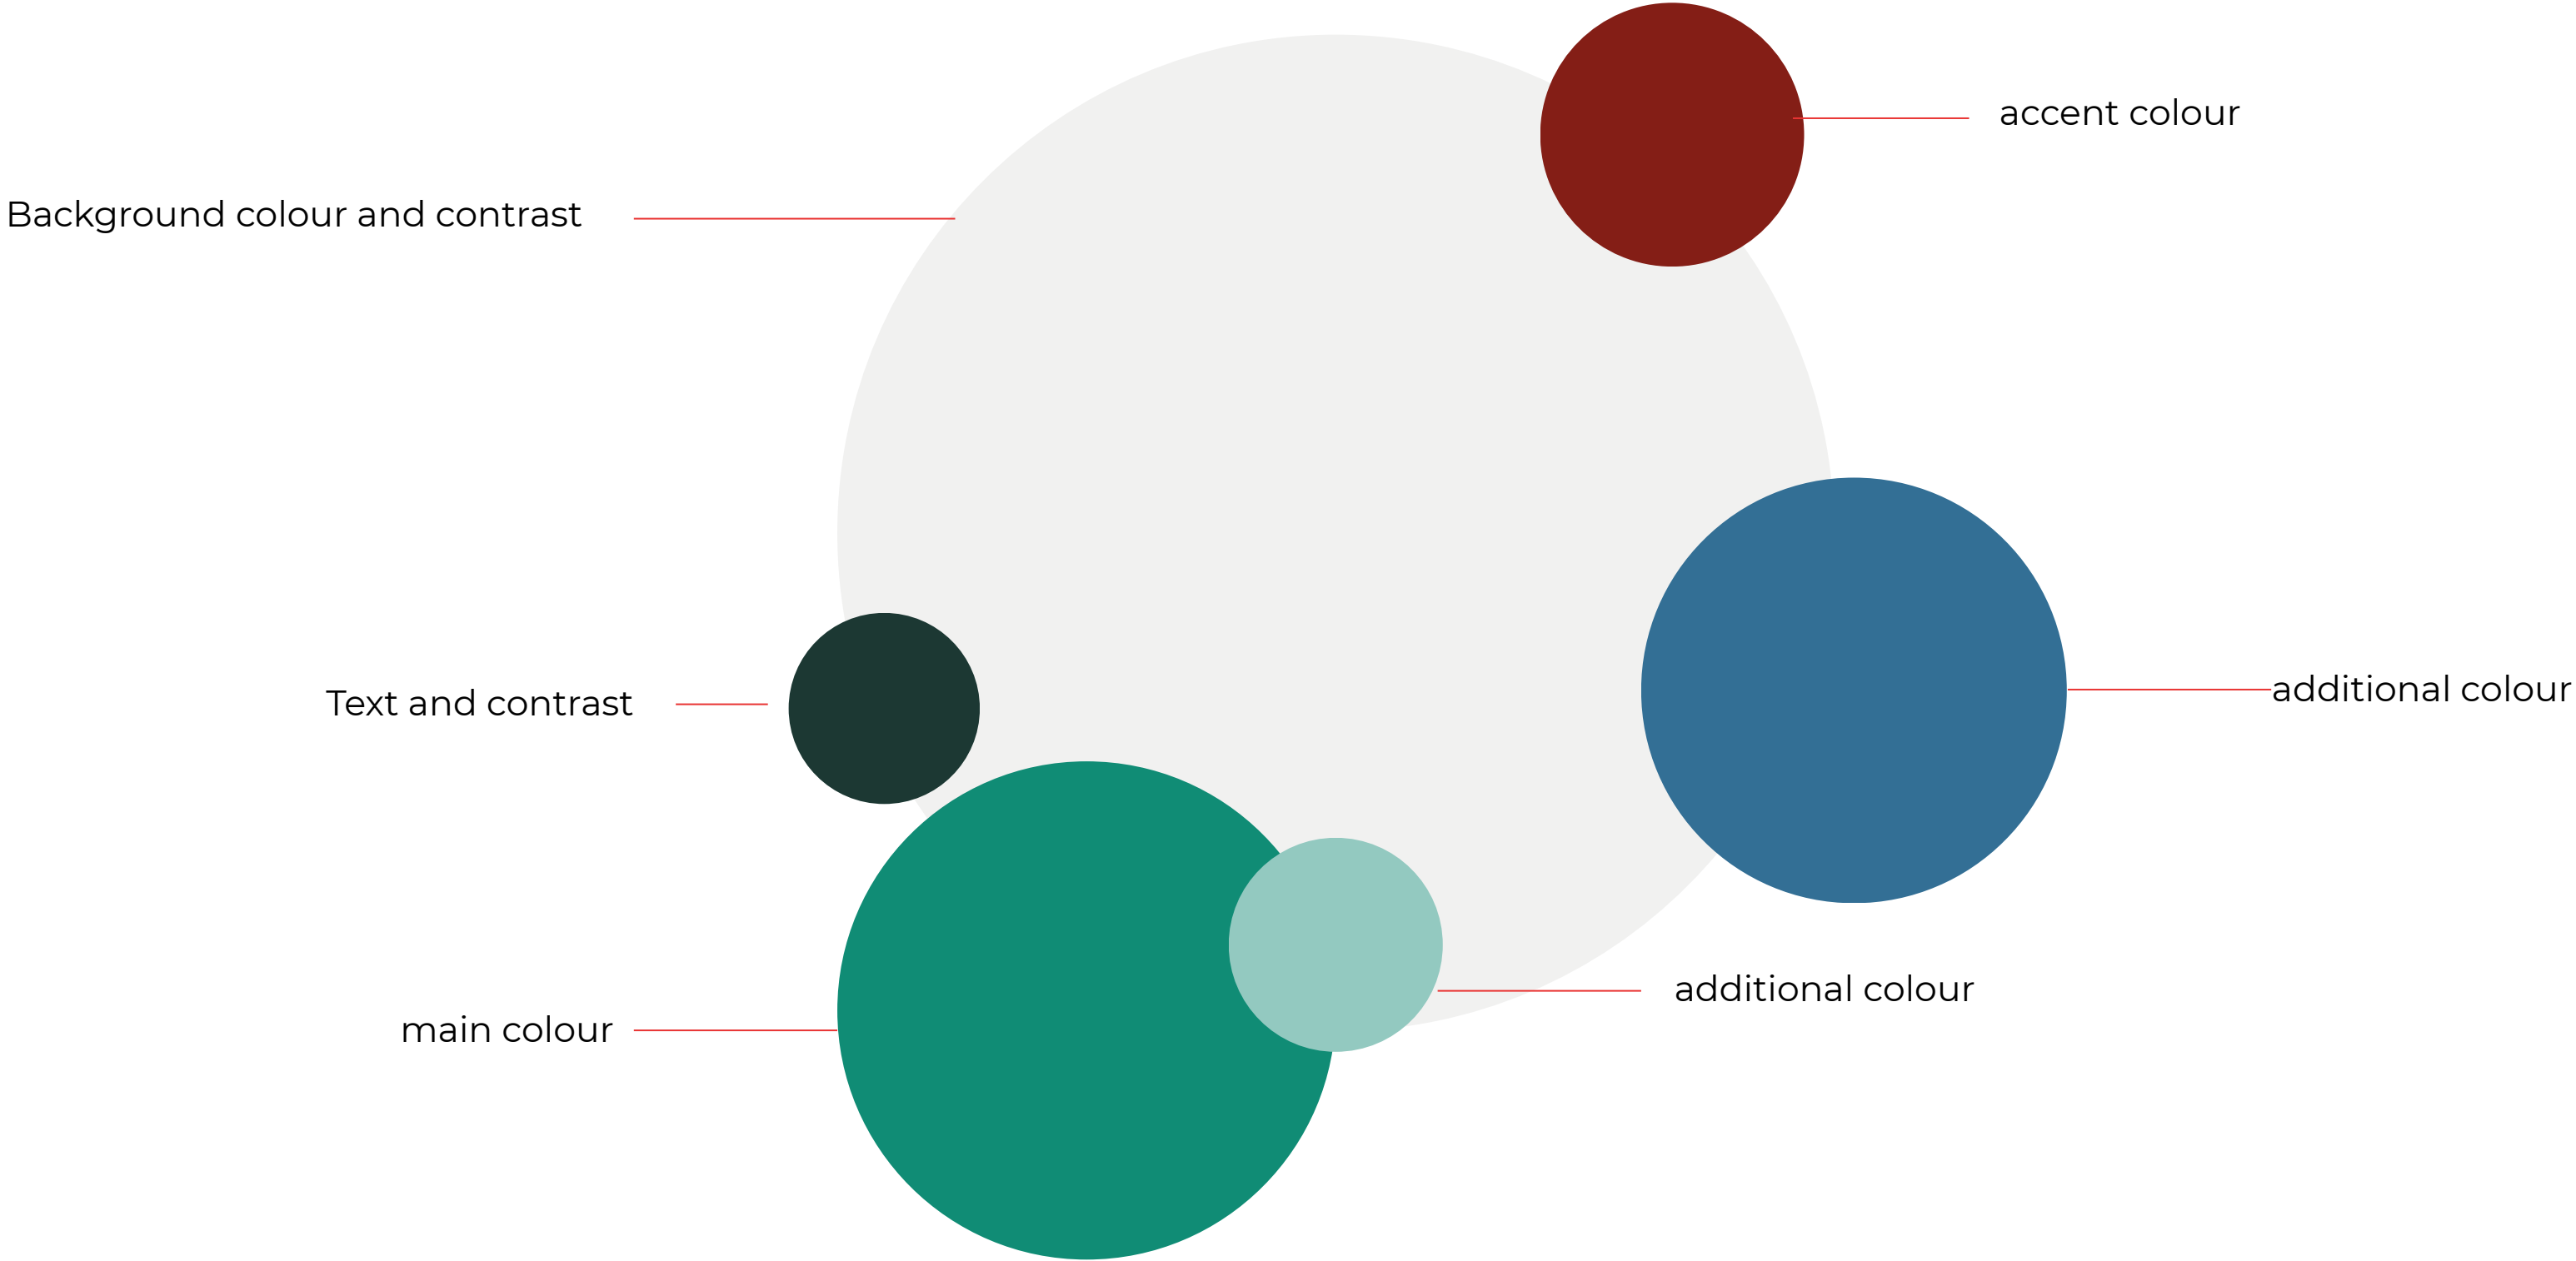 accent colour
Background colour and contrast
additional colour
Text and contrast
additional colour
main colour